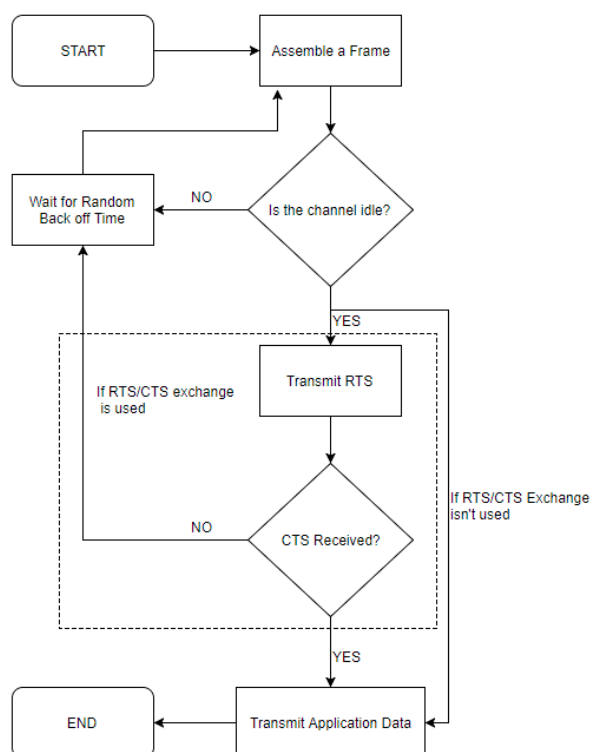 START
Assemble a Frame
Wait for Random
Back off Time
NO
Is the channel idle?
YES
If RTS/CTS exchange
is used
Transmit RTS
If RTS/CTS Exchange
isn't used
NO
CTS Received?
YES
END
Transmit Application Data